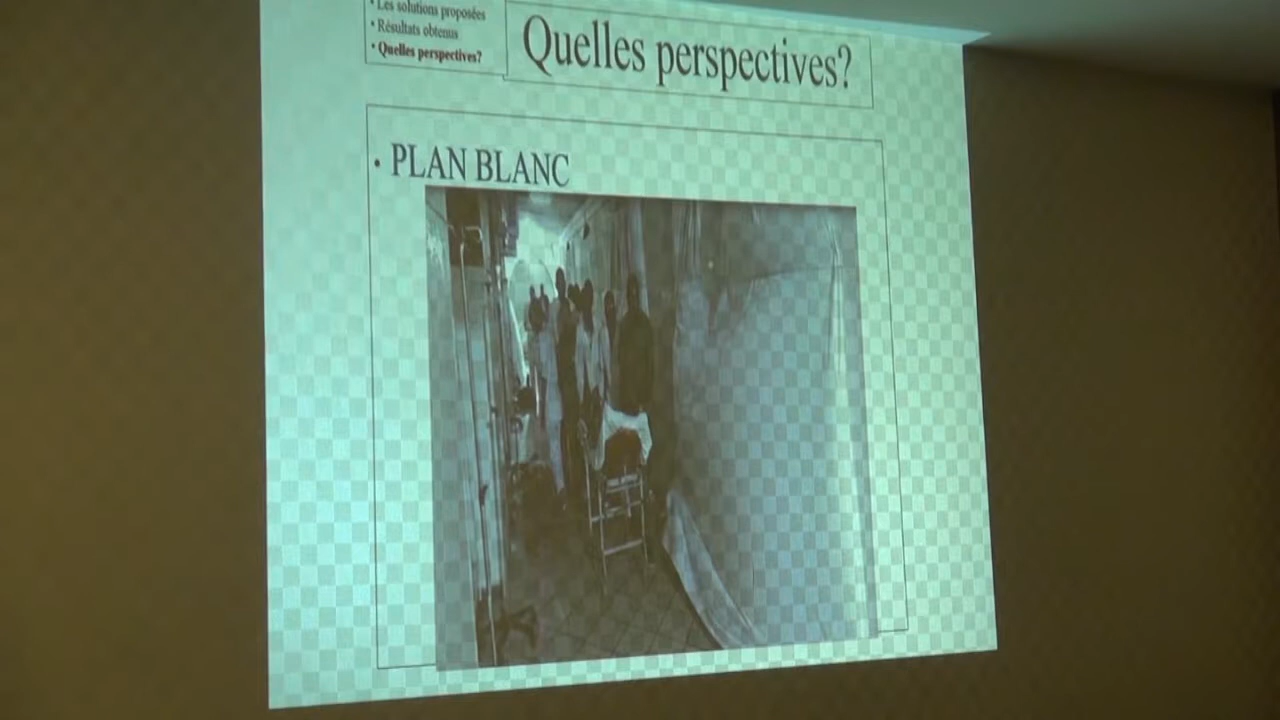 • Les solutions proposées
• Résultats obtenus
• Quelles perspectives?
Quelles perspectives?
• PLAN BLANC